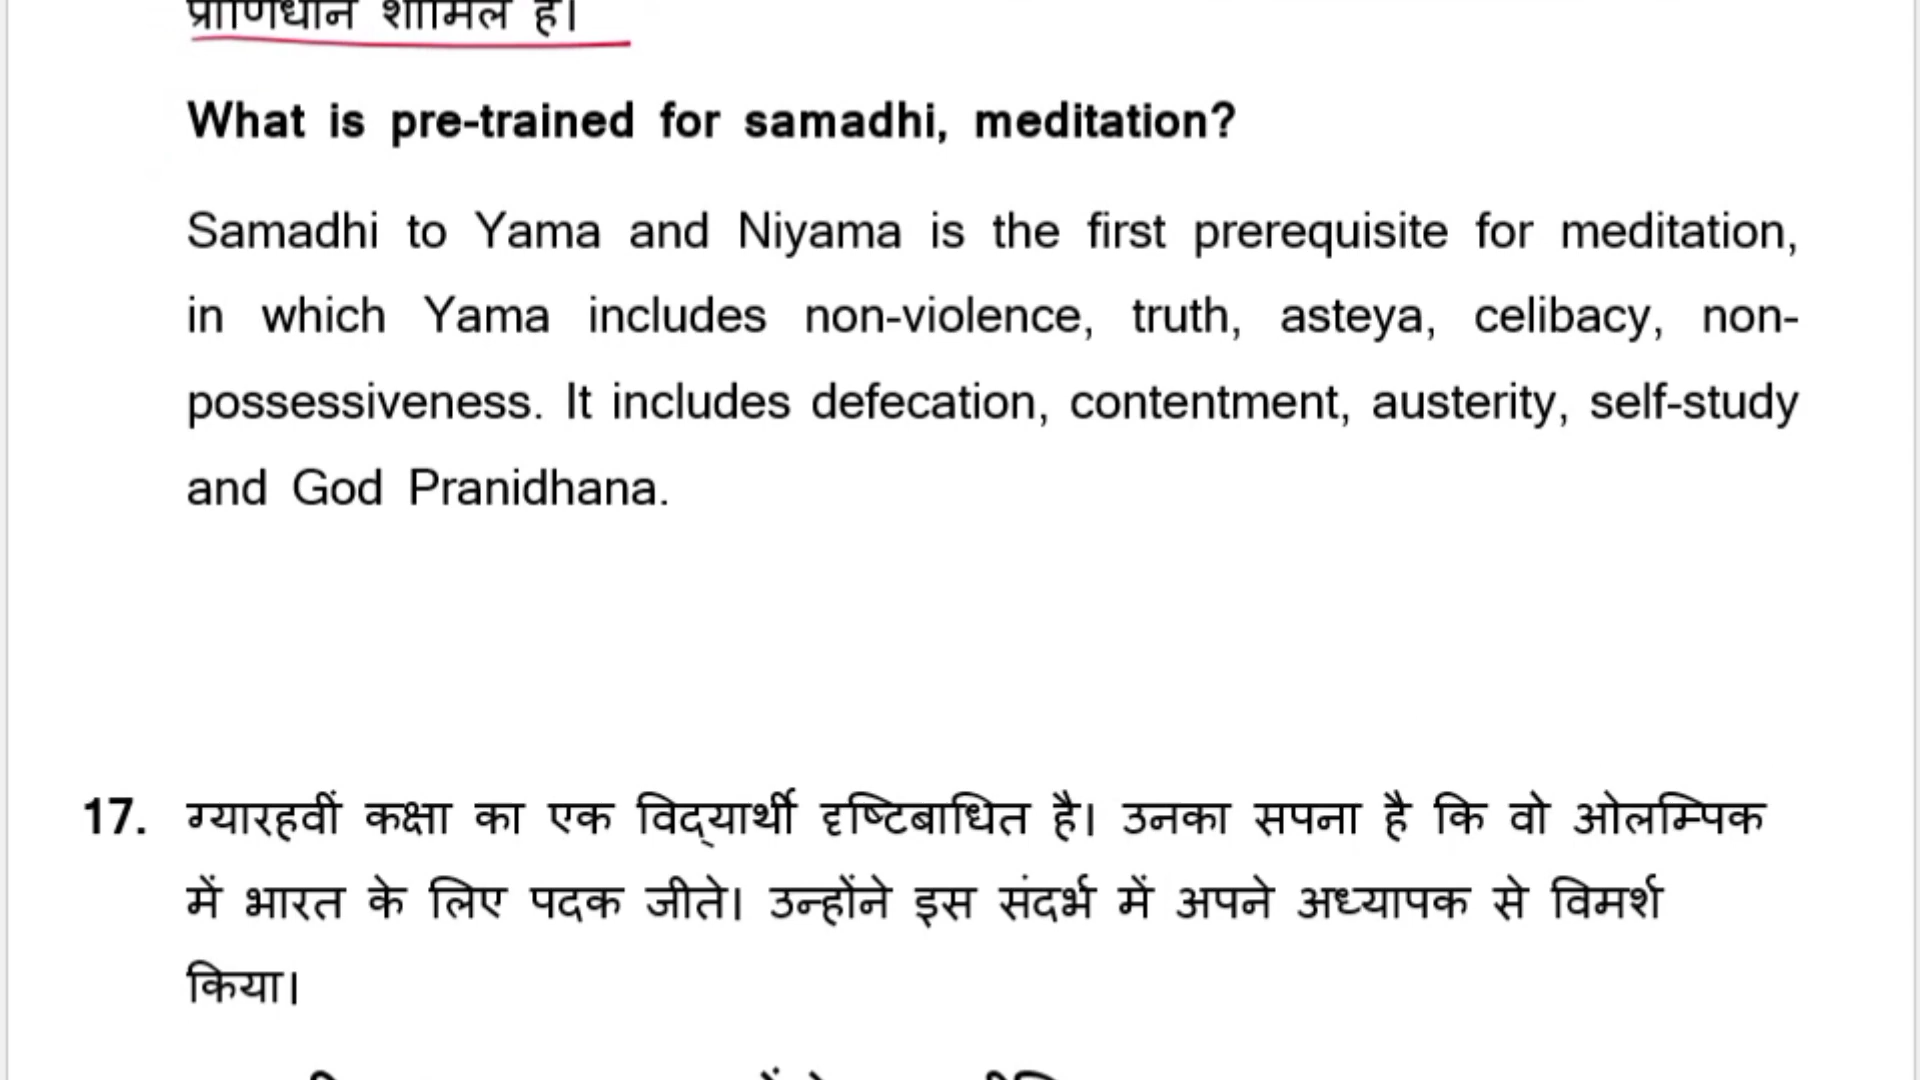 प्राणिधान शामिल है।
What is pre-trained for samadhi, meditation?
Samadhi to Yama and Niyama is the first prerequisite for meditation,
in which Yama includes non-violence, truth, asteya, celibacy, non-
possessiveness. It includes defecation, contentment, austerity, self-study
and God Pranidhana.
17. ग्यारहवीं कक्षा का एक विद्यार्थी दृष्टिबाधित है। उनका सपना है कि वो ओलम्पिक
में भारत के लिए पदक जीते। उन्होंने इस संदर्भ में अपने अध्यापक से विमर्श
किया।